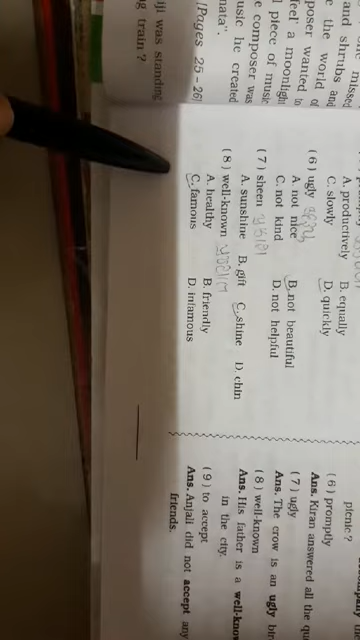 missed
and shrubs and
the world of
poser wanted to
feel' a moonlight
l piece of music
e composer was
usic he created
nata".
[Pages 25 - 26]
ji was standing
g train ?
A. productively B. equally
C. slowly D. quickly
( 6 ) ugly
A. not nice B. not beautiful
C. not kind D. not helpful
( 7 ) sheen
A. sunshine B. gift C. shine D. chin
( 8 ) well-known
A. healthy B. friendly
C. famous D. infamous
picnic ?
( 6 ) promptly
Ans. Kiran answered all the qu
( 7 ) ugly
Ans. The crow is an ugly bir
( 8 ) well-known
Ans. His father is a well-know
in the city.
( 9 ) to accept
Ans. Anjali did not accept any
friends.